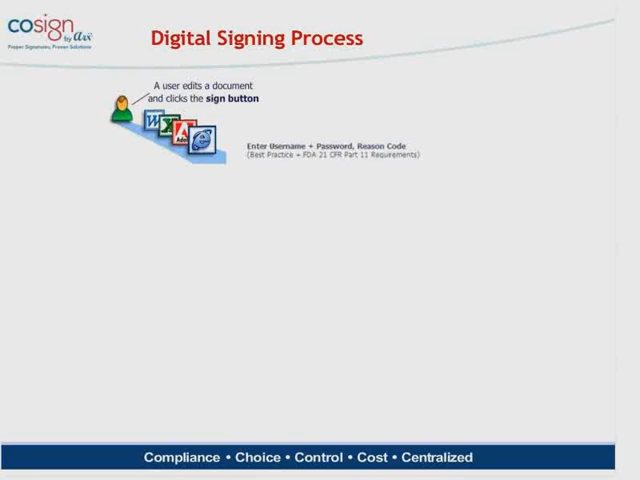 cosign
by arx
Proper Signatures, Proven Solutions
Digital Signing Process
A user edits a document
and clicks the sign button
W
X
Adobe
e
Enter Username + Password, Reason Code
(Best Practice = FDA 21 CFR Part 11 Requirements)
Compliance • Choice • Control • Cost • Centralized